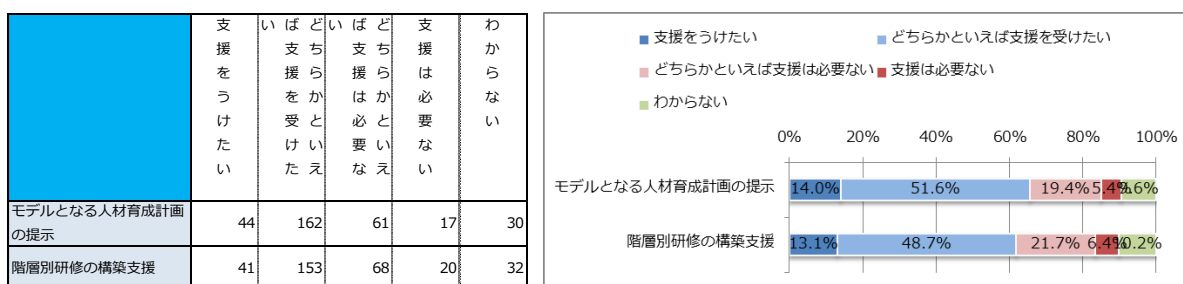 支援をうけたい
どちらかといえば支援を受けたい
どちらかといえば支援は必要ない
支援は必要ない
わからない
モデルとなる人材育成計画
の提示
44 162 61 17 30
階層別研修の構築支援
41 153 68 20 32
支援をうけたい どちらかといえば支援を受けたい
どちらかといえば支援は必要ない 支援は必要ない
わからない
0% 20% 40% 60% 80% 100%
モデルとなる人材育成計画の提示 14.0% 51.6% 19.4% 5.4% 9.6%
階層別研修の構築支援 13.1% 48.7% 21.7% 6.4% 10.2%